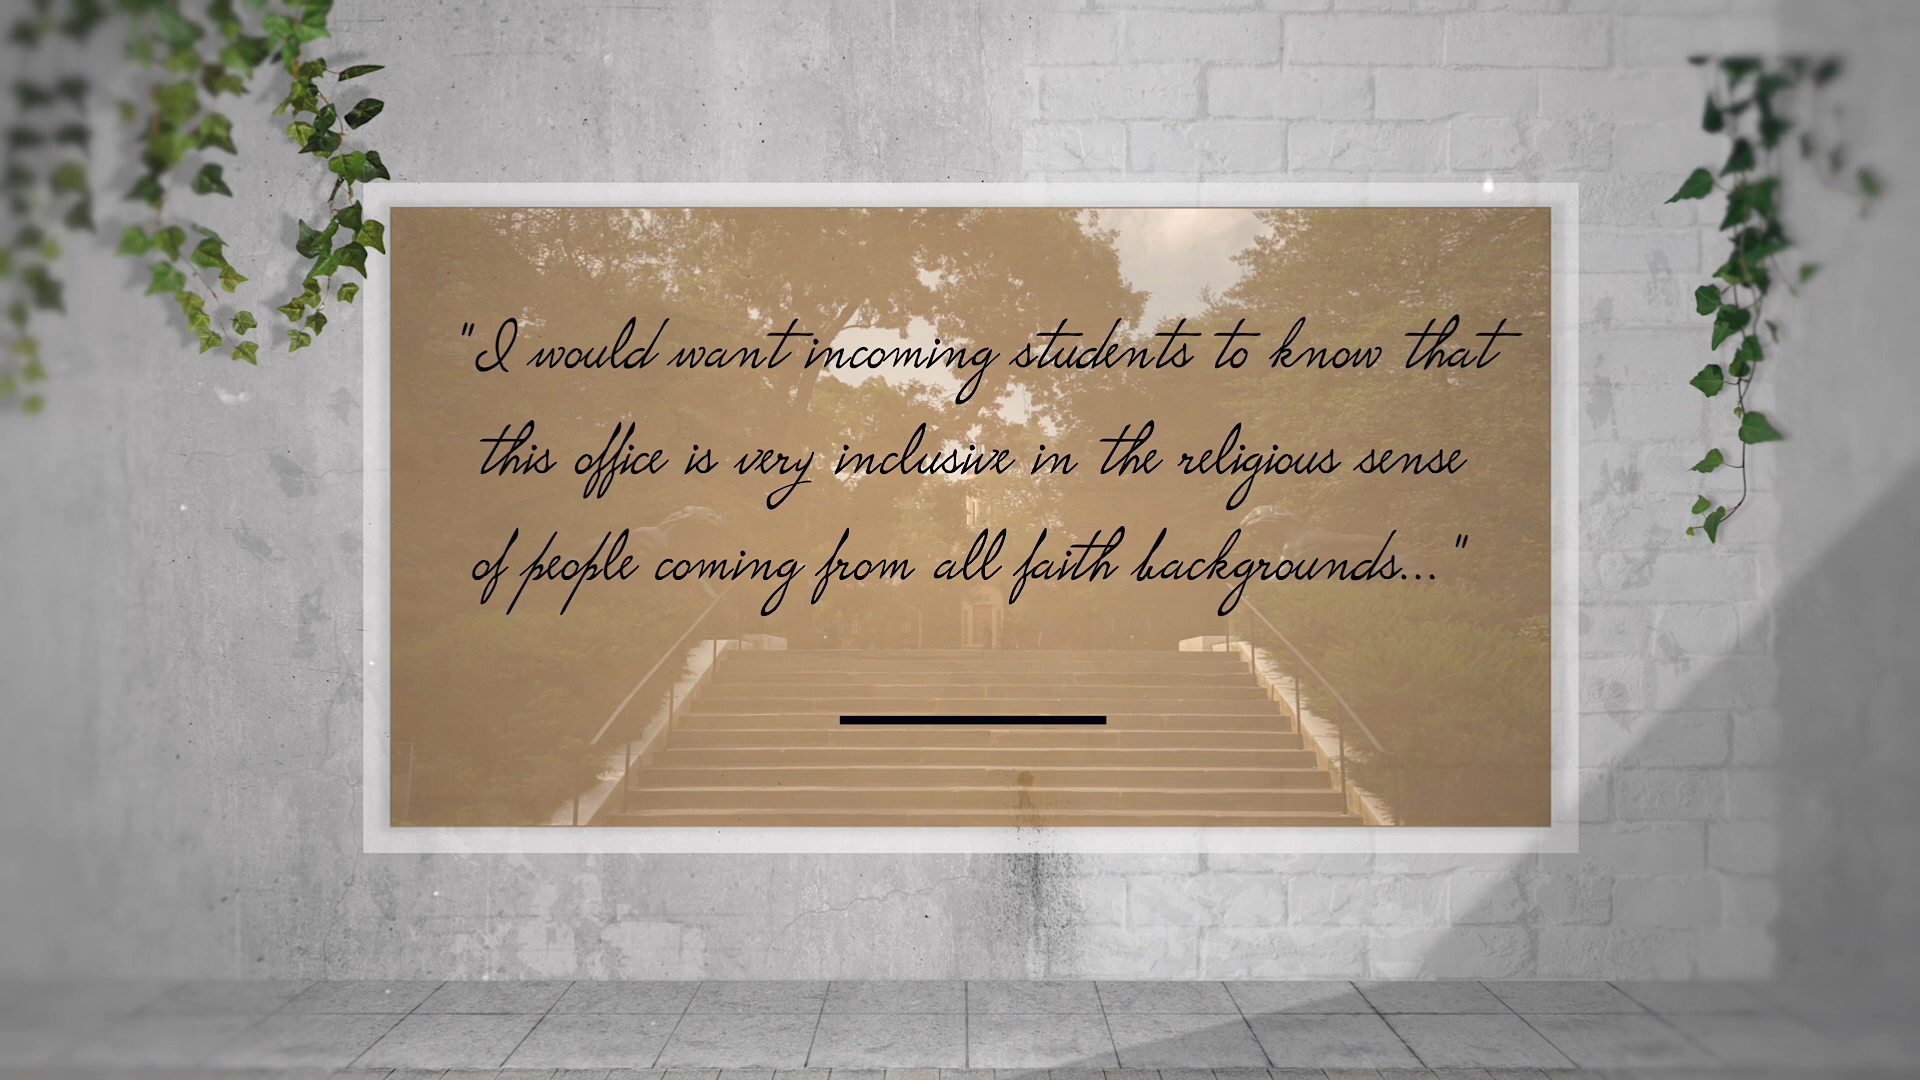 "I would want incoming students to know that
this office is very inclusive in the religious sense
of people coming from all faith backgrounds... "